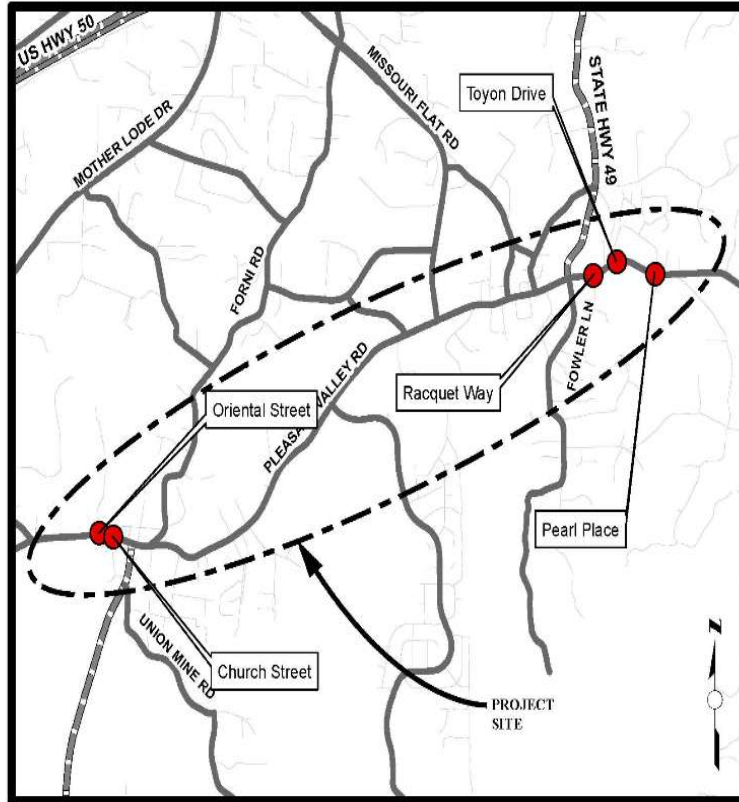 US HWY 50
MOTHER LODE DR
MISSOURI FLAT RD
Toyon Drive
STATE HWY 49
FORNI RD
FOWLER LN
Racquet Way
Oriental Street
PLEASANT VALLEY RD
Pearl Place
UNION MINE RD
Church Street
PROJECT
SITE
N